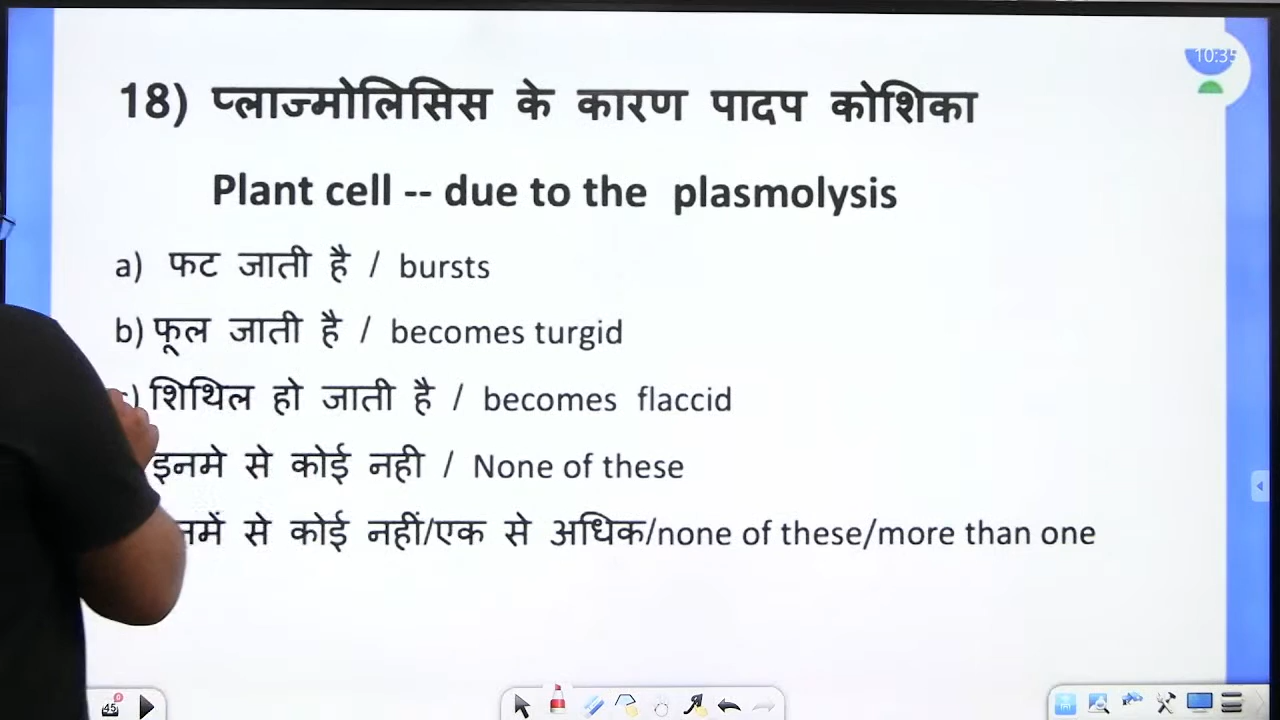 10:35
18) प्लाज्मोलिसिस के कारण पादप कोशिका
Plant cell -- due to the plasmolysis
a) फट जाती है / bursts
b) फूल जाती है / becomes turgid
) शिथिल हो जाती है / becomes flaccid
इनमे से कोई नही / None of these
से कोई नहीं/एक से अधिक/none of these/more than one
45